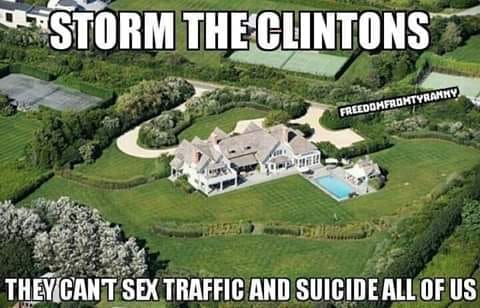 STORM THE CLINTONS
FREEDOMFROMTYRANNY
THEY CAN'T SEX TRAFFIC AND SUICIDE ALL OF US